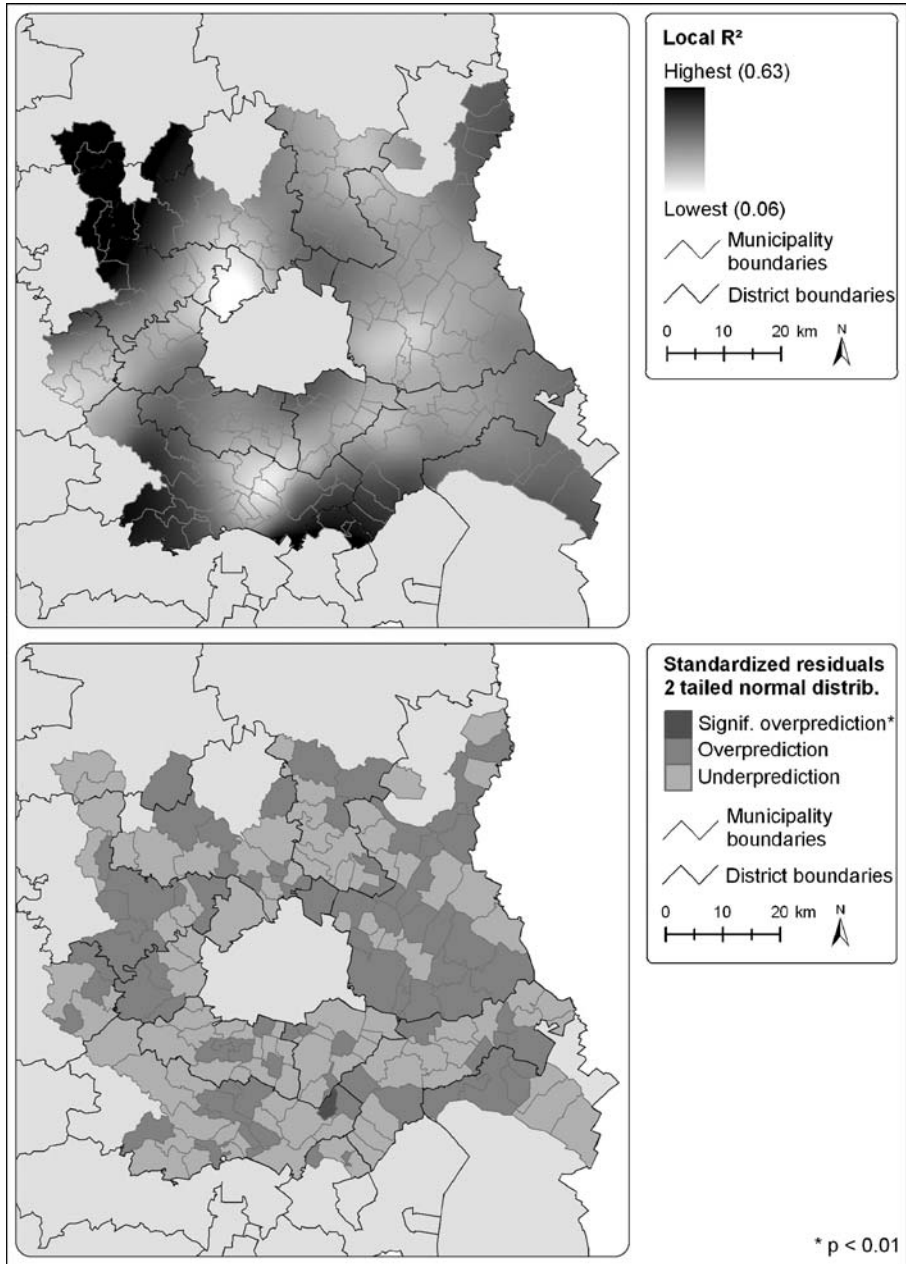 Local R²
Highest (0.63)
Lowest (0.06)
Municipality
boundaries
District boundaries
0 10 20 km
N
Standardized residuals
2 tailed normal distrib.
Signif. overprediction*
Overprediction
Underprediction
Municipality
boundaries
District boundaries
0 10 20 km
N
* p < 0.01